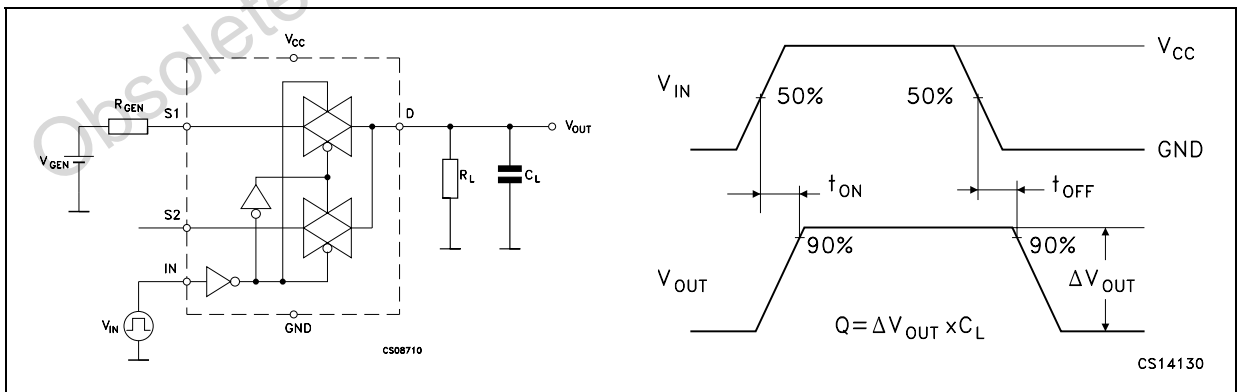 Obsolete
VCC
RGEN
S1
D
VOUT
VGEN
RL
CL
S2
IN
VIN
GND
CS08710
VCC
VIN
50%
50%
GND
tON
tOFF
90%
90%
VOUT
ΔVOUT
Q=ΔVOUT xCL
CS14130